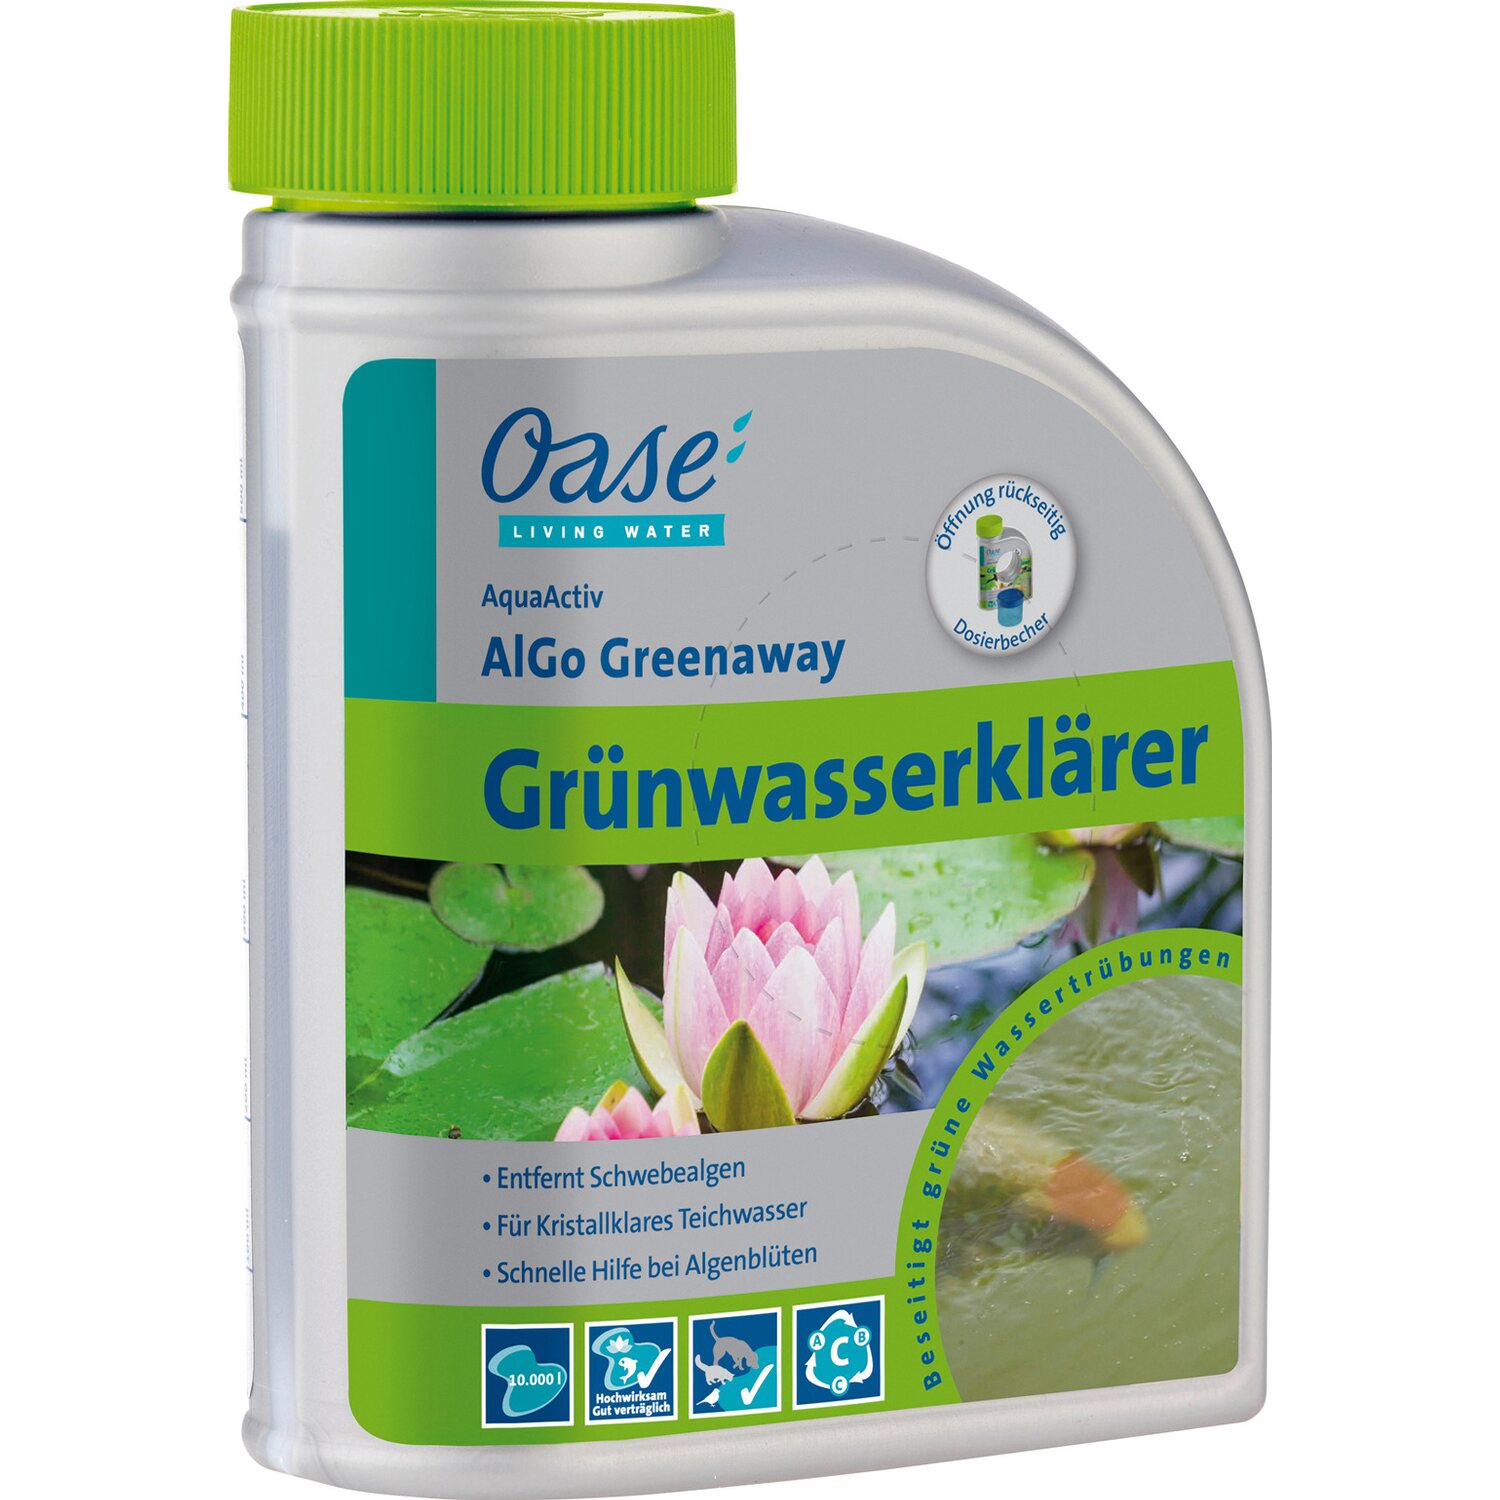 Oase
LIVING WATER
AquaActiv
AlGo Greenaway
Öffnung rückseitig
Oase
Dosierbecher
Grünwasserklärer
Beseitigt grüne Wassertrübungen
• Entfernt Schwebealgen
• Für Kristallklares Teichwasser
• Schnelle Hilfe bei Algenblüten
10.000 l
Hochwirksam
Gut verträglich
A
B
C
C